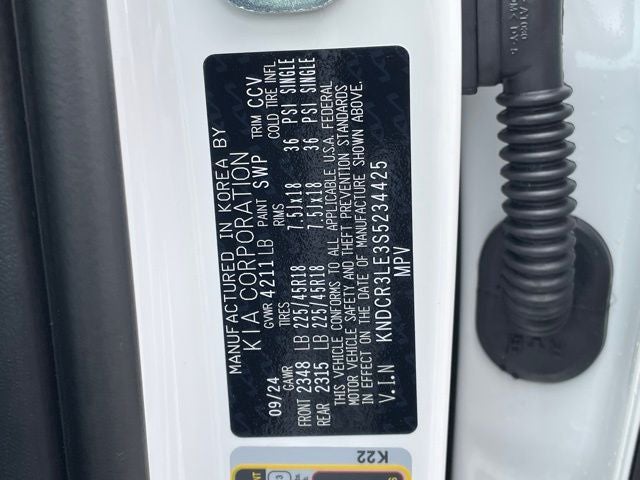 MANUFACTURED IN KOREA BY
KIA CORPORATION
09/24 GVWR 4211LB PAINT SWP TRIM CCV
GAWR TIRES RIMS COLD TIRE INFL.
FRONT 2348 LB 225/45R18 7.5Jx18 36 PSI SINGLE
REAR 2315 LB 225/45R18 7.5Jx18 36 PSI SINGLE
THIS VEHICLE CONFORMS TO ALL APPLICABLE U.S.A. FEDERAL
MOTOR VEHICLE SAFETY AND THEFT PREVENTION STANDARDS
IN EFFECT ON THE DATE OF MANUFACTURE SHOWN ABOVE.
V.I.N KNDCR3LE3S5234425
MPV
K22